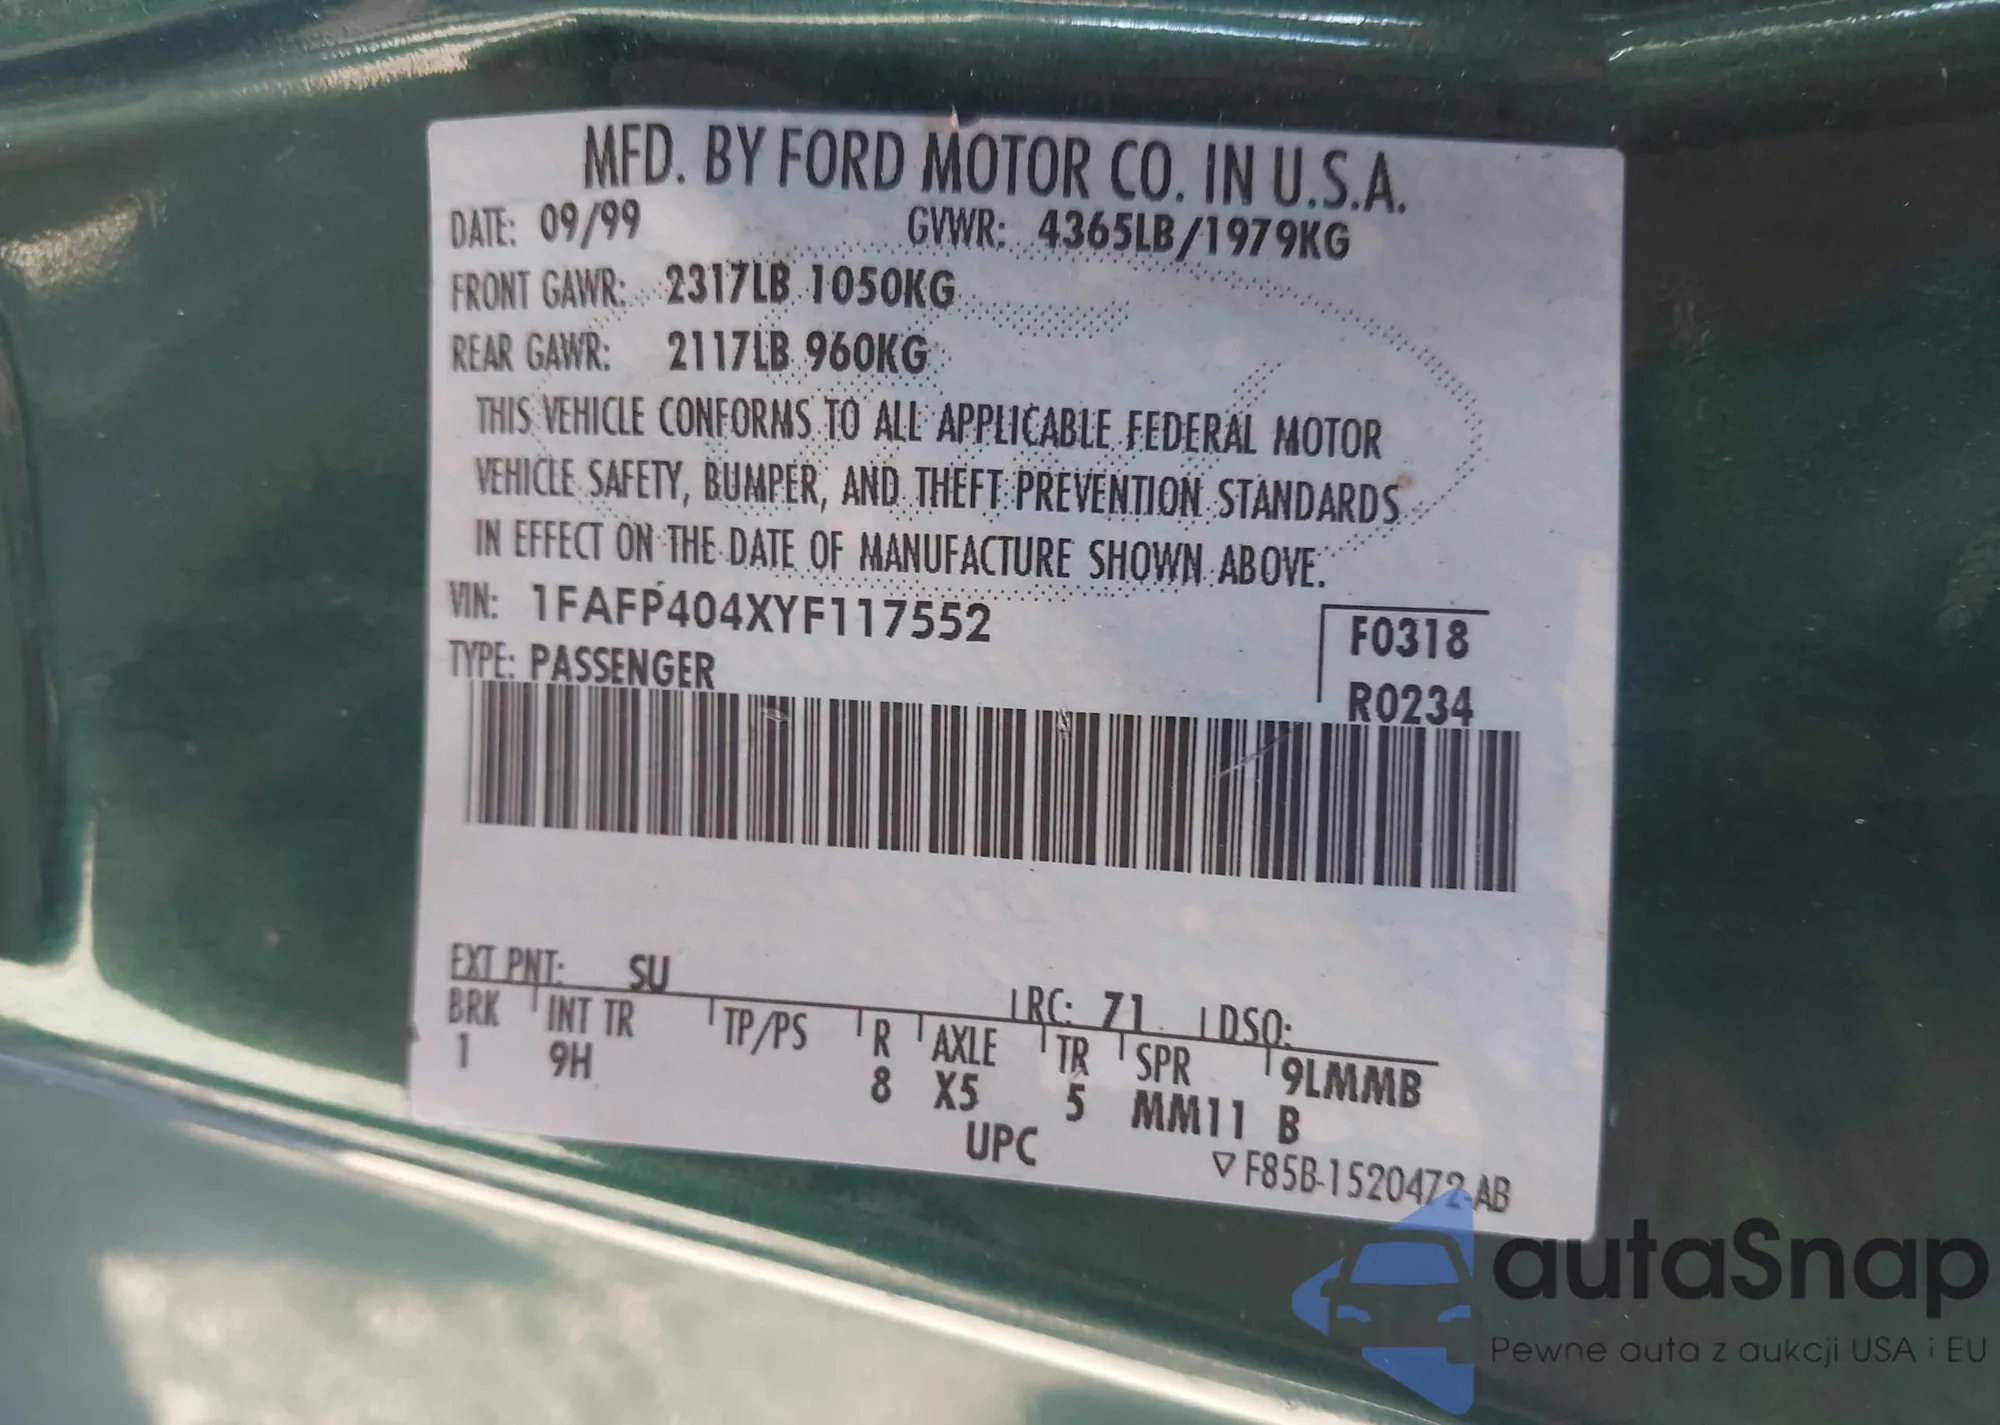 MFD. BY FORD MOTOR CO. IN U.S.A.
DATE: 09/99 GVWR: 4365LB/1979KG
FRONT GAWR: 2317LB 1050KG
REAR GAWR: 2117LB 960KG
THIS VEHICLE CONFORMS TO ALL APPLICABLE FEDERAL MOTOR
VEHICLE SAFETY, BUMPER, AND THEFT PREVENTION STANDARDS
IN EFFECT ON THE DATE OF MANUFACTURE SHOWN ABOVE.
VIN: 1FAFP404XYF117552 F0318
TYPE: PASSENGER R0234
EXT PNT: SU RC: 71 DSO:
BRK INT TR TP/PS R AXLE TR SPR 9LMMB
1 9H 8 X5 5 MM11 B
UPC
▽ F85B-1520472-AB
autaSnap
Pewne auta z aukcji USA i EU